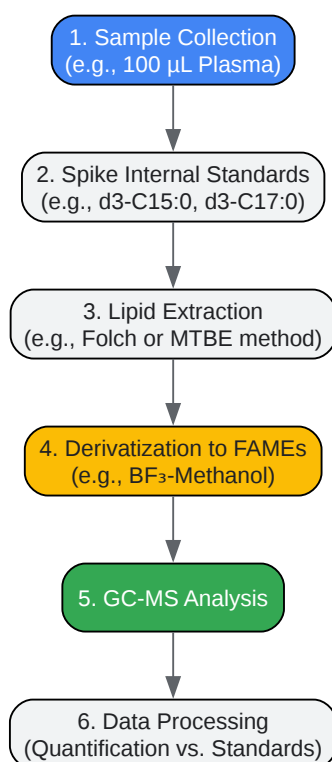 1. Sample Collection
(e.g., 100 µL Plasma)
2. Spike Internal Standards
(e.g., d3-C15:0, d3-C17:0)
3. Lipid Extraction
(e.g., Folch or MTBE method)
4. Derivatization to FAMEs
(e.g., BF₃-Methanol)
5. GC-MS Analysis
6. Data Processing
(Quantification vs. Standards)